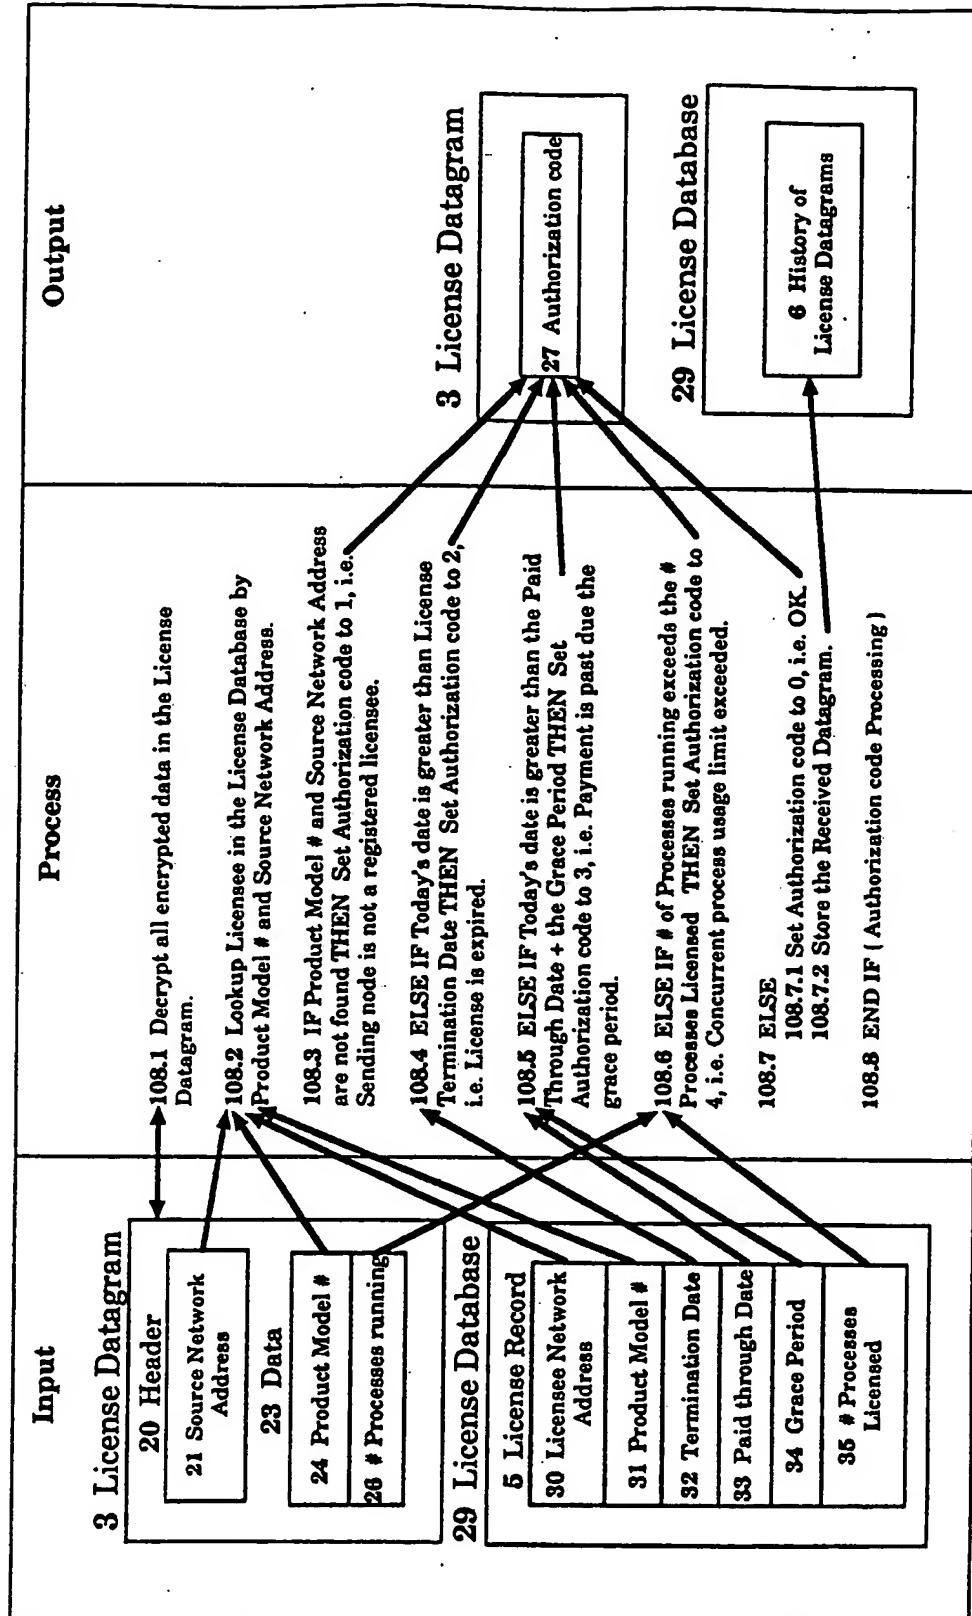 Input
3 License Datagram
20 Header
21 Source Network
Address
23 Data
24 Product Model #
26 # Processes running
29 License Database
5 License Record
30 Licensee Network
Address
31 Product Model #
32 Termination Date
33 Paid through Date
34 Grace Period
35 # Processes
Licensed
Process
108.1 Decrypt all encrypted data in the License
Datagram.
108.2 Lookup Licensee in the License Database by
Product Model # and Source Network Address.
108.3 IF Product Model # and Source Network Address
are not found THEN Set Authorization code to 1, i.e.
Sending node is not a registered licensee.
108.4 ELSE IF Today's date is greater than License
Termination Date THEN Set Authorization code to 2,
i.e. License is expired.
108.5 ELSE IF Today's date is greater than the Paid
Through Date + the Grace Period THEN Set
Authorization code to 3, i.e. Payment is past due the
grace period.
108.6 ELSE IF # of Processes running exceeds the #
Processes Licensed THEN Set Authorization code to
4, i.e. Concurrent process usage limit exceeded.
108.7 ELSE
108.7.1 Set Authorization code to 0, i.e. OK.
108.7.2 Store the Received Datagram.
108.8 END IF { Authorization code Processing }
Output
3 License Datagram
27 Authorization code
29 License Database
6 History of
License Datagrams